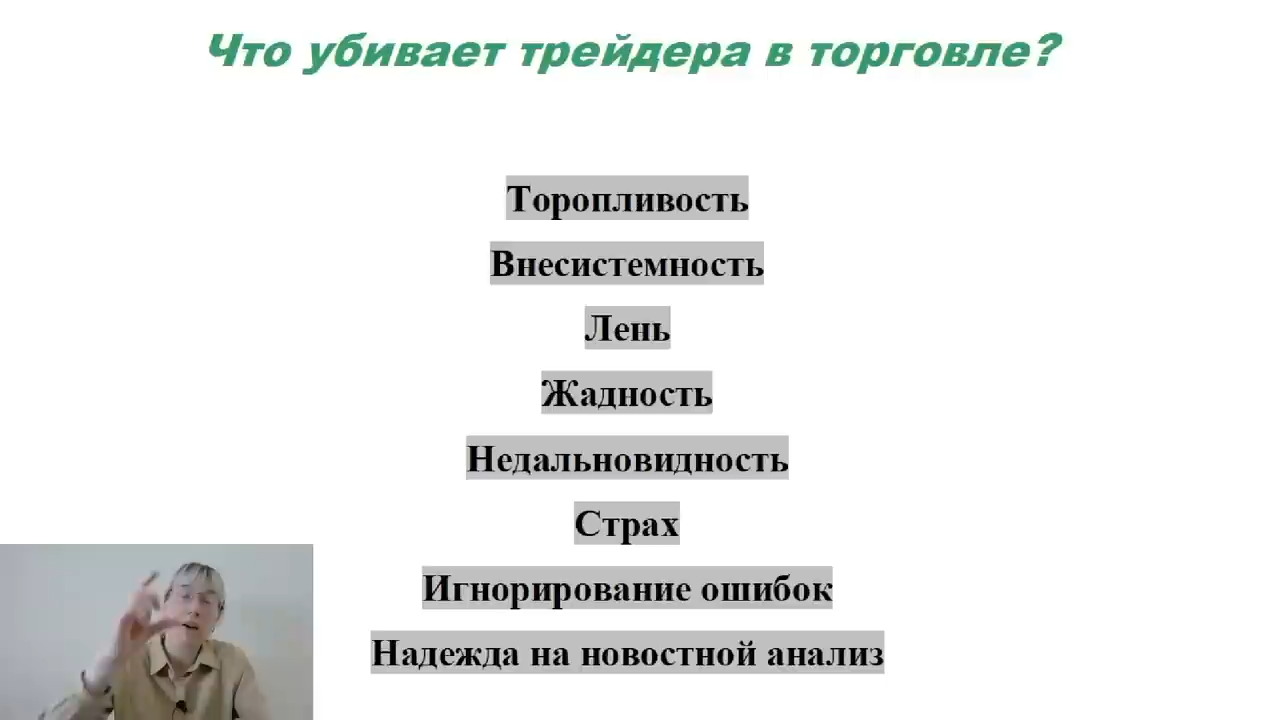 Что убивает трейдера в торговле?
Торопливость
Внесистемность
Лень
Жадность
Недальновидность
Страх
Игнорирование ошибок
Надежда на новостной анализ